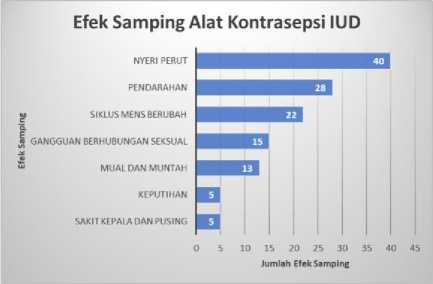 Efek Samping Alat Kontrasepsi IUD
Efek Samping
NYERI PERUT 40
PENDARAHAN 28
SIKLUS MENS BERUBAH 22
GANGGUAN BERHUBUNGAN SEKSUAL 15
MUAL DAN MUNTAH 13
KEPUTIHAN 5
SAKIT KEPALA DAN PUSING 5
0 5 10 15 20 25 30 35 40 45
Jumlah Efek Samping